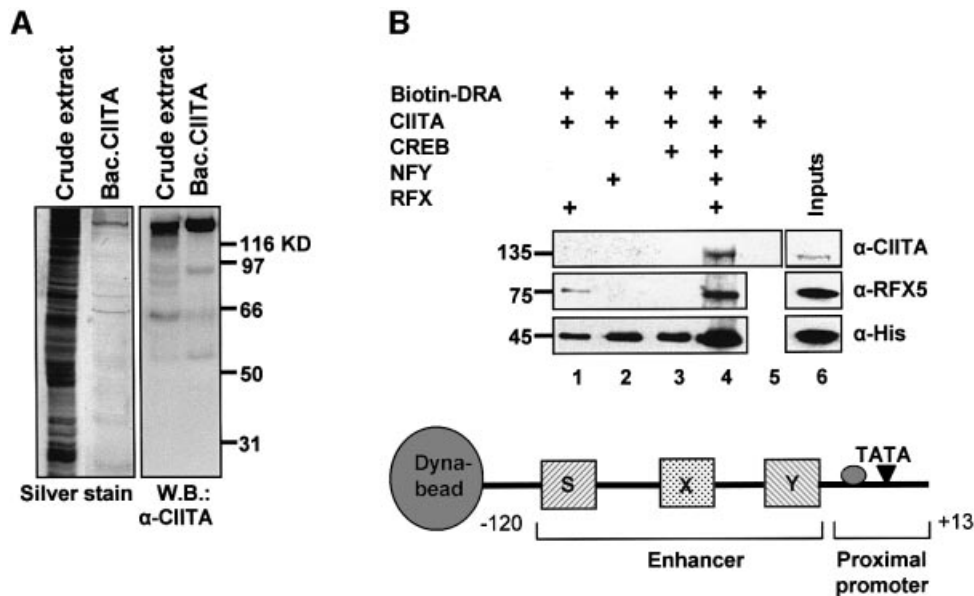 A
Crude extract
Bac.CIITA
Crude extract
Bac.CIITA
116 KD
97
66
50
31
Silver stain
W.B.:
α-CIITA
B
Biotin-DRA + + + + +
CIITA + + + + +
CREB + +
NFY + +
RFX + +
Inputs
135 α-CIITA
75 α-RFX5
45 α-His
1 2 3 4 5 6
Dyna-
bead
S X Y
TATA
-120
+13
Enhancer
Proximal
promoter